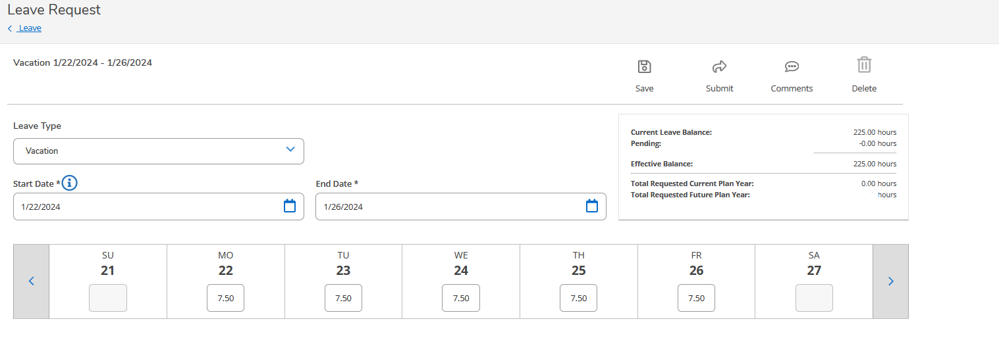 Leave Request
Leave
Vacation 1/22/2024 - 1/26/2024
Save Submit Comments Delete
Leave Type
Vacation
Current Leave Balance: 225.00 hours
Pending: -0.00 hours
Effective Balance: 225.00 hours
Start Date * End Date *
Total Requested Current Plan Year: 0.00 hours
Total Requested Future Plan Year: hours
1/22/2024 1/26/2024
SU MO TU WE TH FR SA
21 22 23 24 25 26 27
7.50 7.50 7.50 7.50 7.50